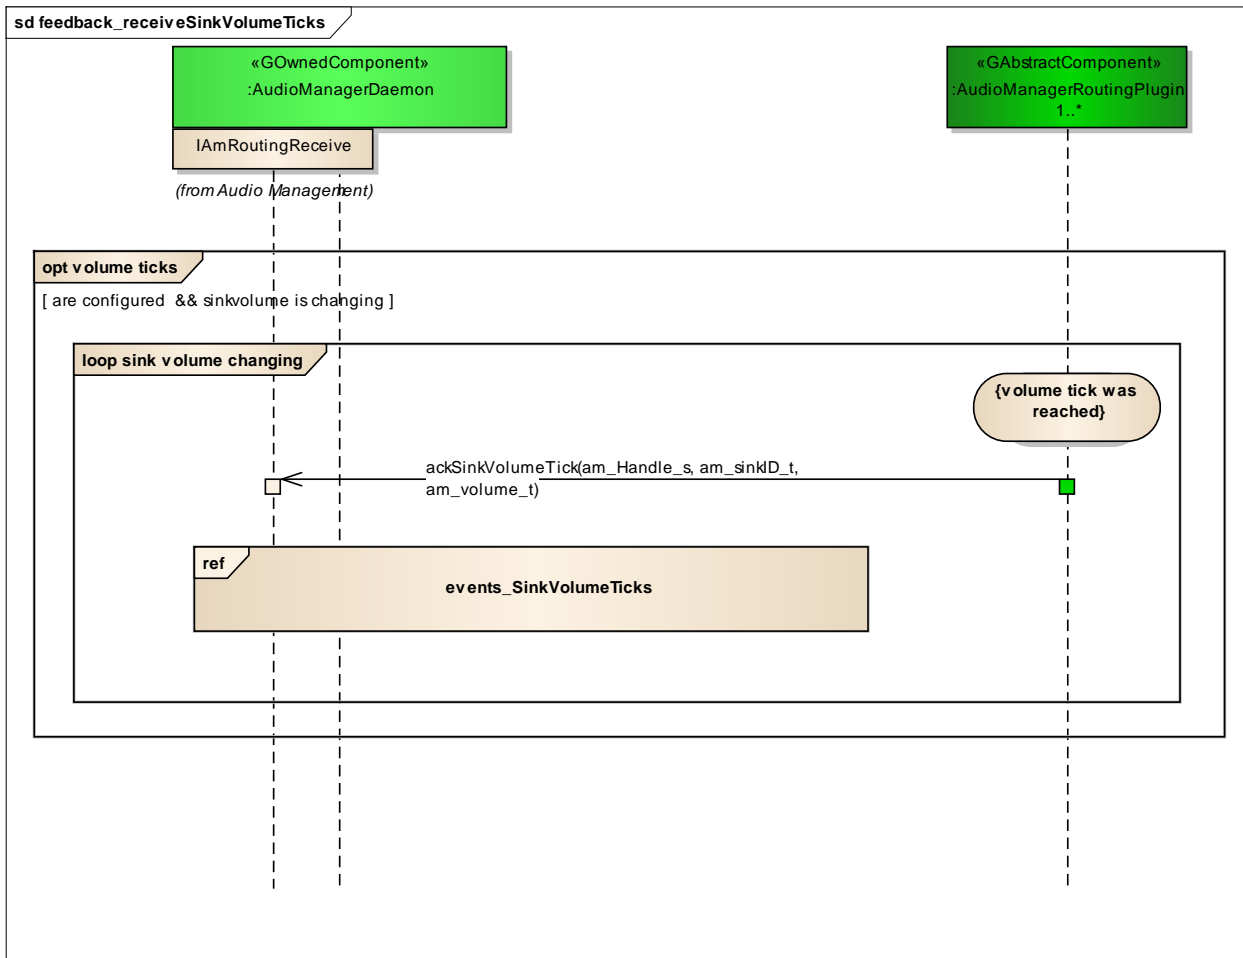 sd feedback_receiveSinkVolumeTicks
«GOwnedComponent»
:AudioManagerDaemon
IAmRoutingReceive
(from Audio Management)
«GAbstractComponent»
:AudioManagerRoutingPlugin
1..*
opt volume ticks
[ are configured && sinkvolume is changing ]
loop sink volume changing
{volume tick was
reached}
ackSinkVolumeTick(am_Handle_s, am_sinkID_t,
am_volume_t)
ref
events_SinkVolumeTicks